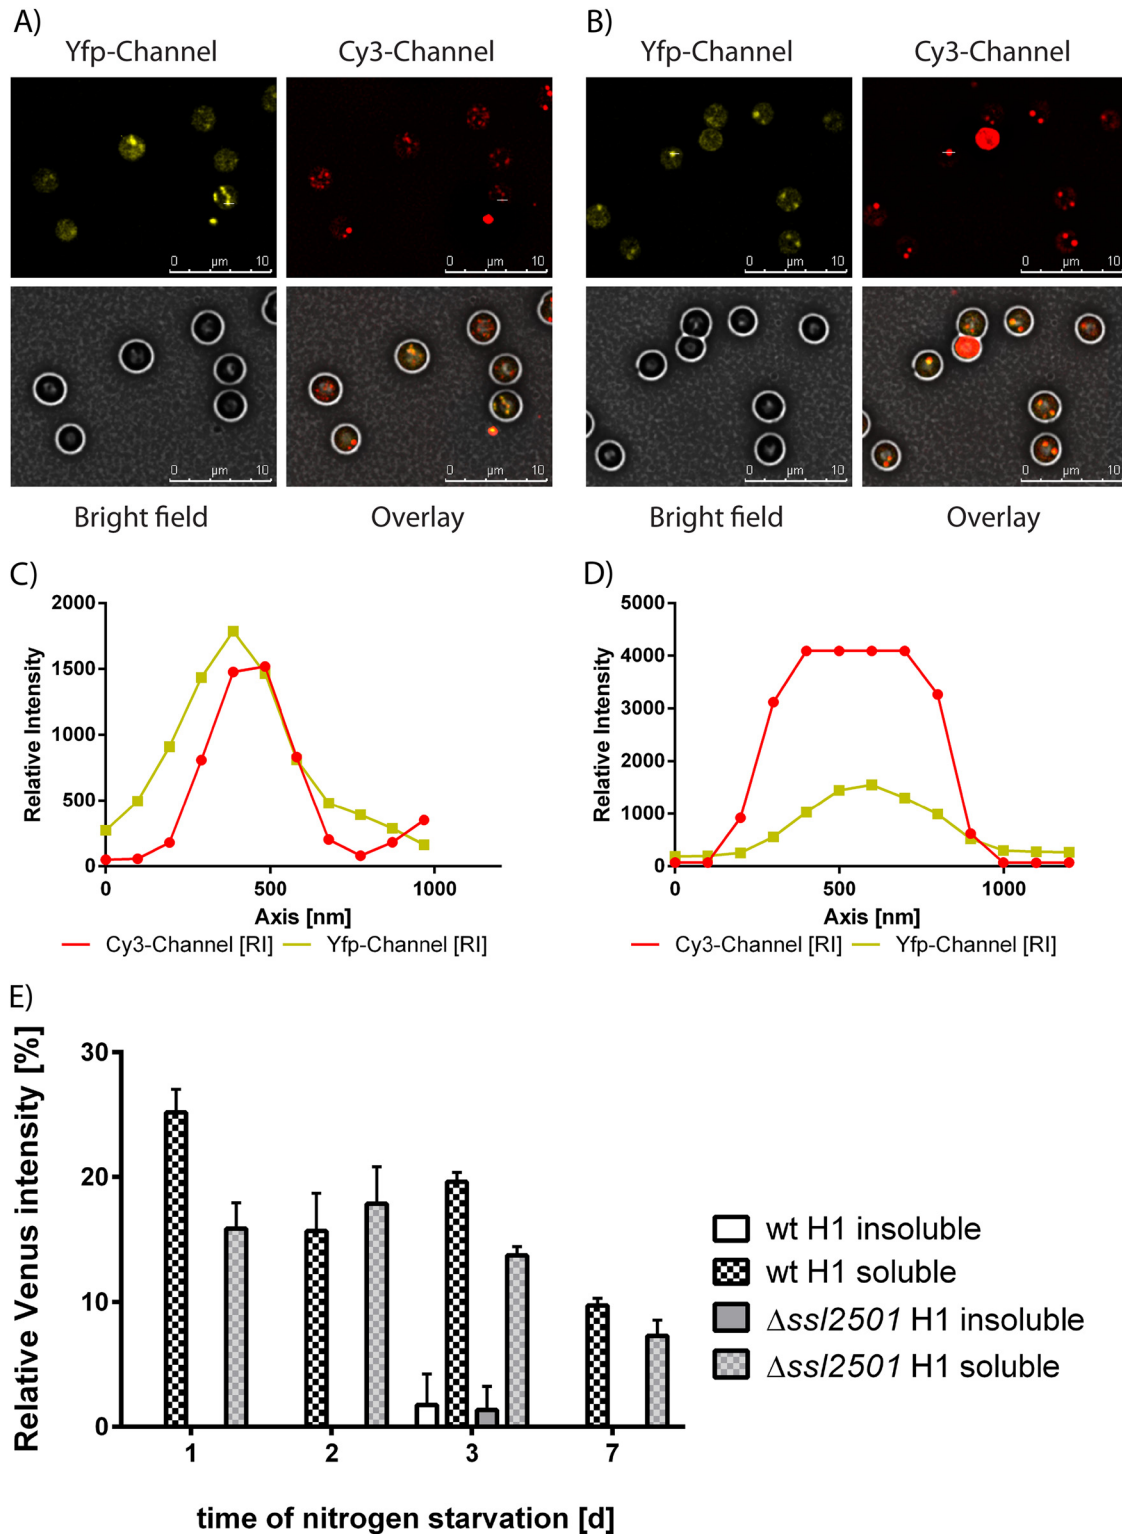 A)
B)
Yfp-Channel
Cy3-Channel
Yfp-Channel
Cy3-Channel
0 µm 10
0 µm 10
0 µm 10
0 µm 10
0 µm 10
0 µm 10
0 µm 10
0 µm 10
Bright field
Overlay
Bright field
Overlay
C)
2000
1500
1000
500
0
Relative Intensity
0 500 1000
Axis [nm]
Cy3-Channel [RI] Yfp-Channel [RI]
D)
5000
4000
3000
2000
1000
0
Relative Intensity
0 500 1000
Axis [nm]
Cy3-Channel [RI] Yfp-Channel [RI]
E)
Relative Venus intensity [%]
30
20
10
0
1 2 3 7
time of nitrogen starvation [d]
wt H1 insoluble
wt H1 soluble
Δssl2501 H1 insoluble
Δssl2501 H1 soluble